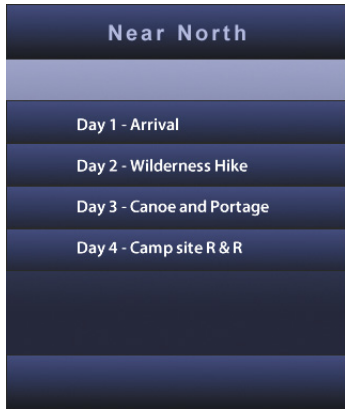 Near North
Day 1 - Arrival
Day 2 - Wilderness Hike
Day 3 - Canoe and Portage
Day 4 - Camp site R & R